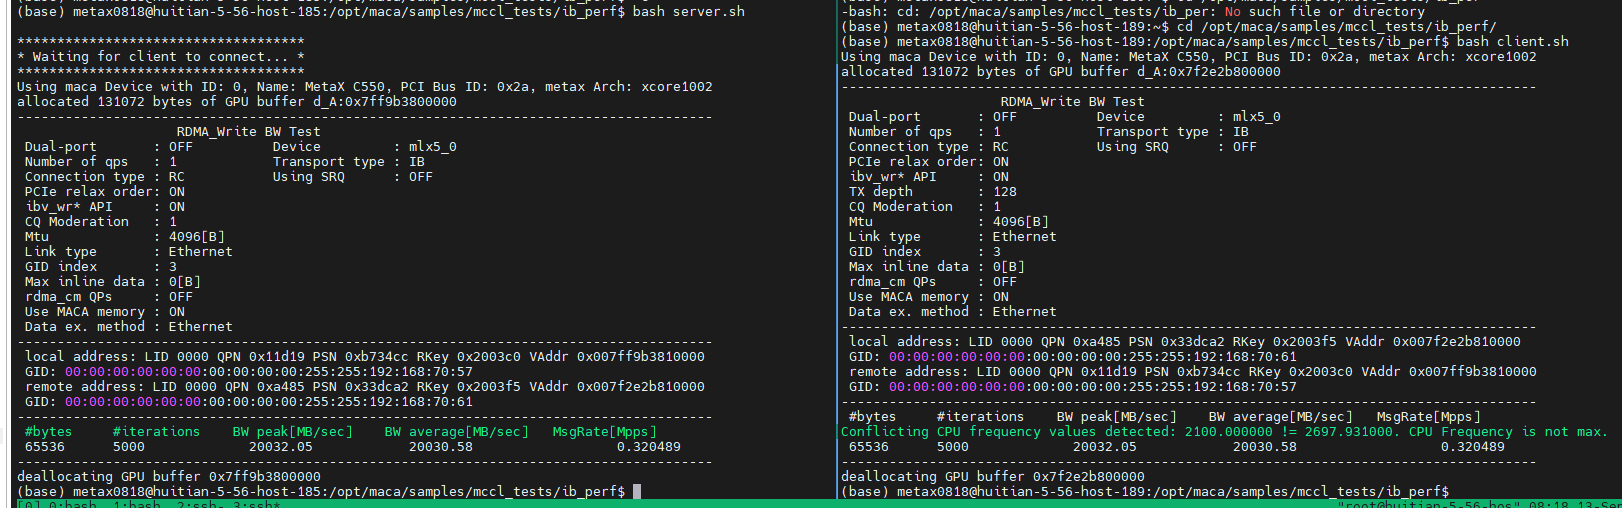 (base) metax0818@huitian-5-56-host-185:/opt/maca/samples/mccl_tests/ib_perf$ bash server.sh
************************************
* Waiting for client to connect... *
************************************
Using maca Device with ID: 0, Name: MetaX C550, PCI Bus ID: 0x2a, metax Arch: xcore1002
allocated 131072 bytes of GPU buffer d_A:0x7ff9b3800000
---------------------------------------------------------------------------------------
RDMA_Write BW Test
Dual-port : OFF Device : mlx5_0
Number of qps : 1 Transport type : IB
Connection type : RC Using SRQ : OFF
PCIe relax order: ON
ibv_wr* API : ON
CQ Moderation : 1
Mtu : 4096[B]
Link type : Ethernet
GID index : 3
Max inline data : 0[B]
rdma_cm QPs : OFF
Use MACA memory : ON
Data ex. method : Ethernet
---------------------------------------------------------------------------------------
local address: LID 0000 QPN 0x11d19 PSN 0xb734cc RKey 0x2003c0 VAddr 0x007ff9b3810000
GID: 00:00:00:00:00:00:00:00:00:00:255:255:192:168:70:57
remote address: LID 0000 QPN 0xa485 PSN 0x33dca2 RKey 0x2003f5 VAddr 0x007f2e2b810000
GID: 00:00:00:00:00:00:00:00:00:00:255:255:192:168:70:61
---------------------------------------------------------------------------------------
#bytes #iterations BW peak[MB/sec] BW average[MB/sec] MsgRate[Mpps]
65536 5000 20032.05 20030.58 0.320489
---------------------------------------------------------------------------------------
deallocating GPU buffer 0x7ff9b3800000
(base) metax0818@huitian-5-56-host-185:/opt/maca/samples/mccl_tests/ib_perf$
-bash: cd: /opt/maca/samples/mccl_tests/ib_per: No such file or directory
(base) metax0818@huitian-5-56-host-189:~$ cd /opt/maca/samples/mccl_tests/ib_perf/
(base) metax0818@huitian-5-56-host-189:/opt/maca/samples/mccl_tests/ib_perf$ bash client.sh
Using maca Device with ID: 0, Name: MetaX C550, PCI Bus ID: 0x2a, metax Arch: xcore1002
allocated 131072 bytes of GPU buffer d_A:0x7f2e2b800000
---------------------------------------------------------------------------------------
RDMA_Write BW Test
Dual-port : OFF Device : mlx5_0
Number of qps : 1 Transport type : IB
Connection type : RC Using SRQ : OFF
PCIe relax order: ON
ibv_wr* API : ON
TX depth : 128
CQ Moderation : 1
Mtu : 4096[B]
Link type : Ethernet
GID index : 3
Max inline data : 0[B]
rdma_cm QPs : OFF
Use MACA memory : ON
Data ex. method : Ethernet
---------------------------------------------------------------------------------------
local address: LID 0000 QPN 0xa485 PSN 0x33dca2 RKey 0x2003f5 VAddr 0x007f2e2b810000
GID: 00:00:00:00:00:00:00:00:00:00:255:255:192:168:70:61
remote address: LID 0000 QPN 0x11d19 PSN 0xb734cc RKey 0x2003c0 VAddr 0x007ff9b3810000
GID: 00:00:00:00:00:00:00:00:00:00:255:255:192:168:70:57
---------------------------------------------------------------------------------------
#bytes #iterations BW peak[MB/sec] BW average[MB/sec] MsgRate[Mpps]
Conflicting CPU frequency values detected: 2100.000000 != 2697.931000. CPU Frequency is not max.
65536 5000 20032.05 20030.58 0.320489
---------------------------------------------------------------------------------------
deallocating GPU buffer 0x7f2e2b800000
(base) metax0818@huitian-5-56-host-189:/opt/maca/samples/mccl_tests/ib_perf$
[0] 0:bash 1:bash 2:ssh- 3:ssh* "root@huitian-5-56-hos" 08:18 13-Sep